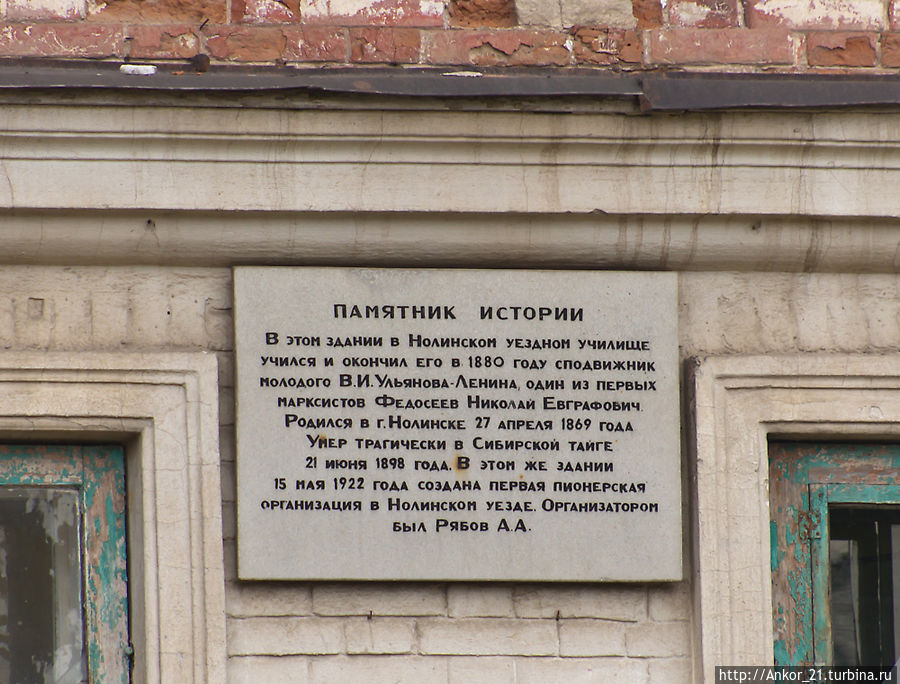 ПАМЯТНИК ИСТОРИИ
В ЭТОМ ЗДАНИИ В НОЛИНСКОМ УЕЗДНОМ УЧИЛИЩЕ
УЧИЛСЯ И ОКОНЧИЛ ЕГО В 1880 ГОДУ СПОДВИЖНИК
МОЛОДОГО В.И.УЛЬЯНОВА-ЛЕНИНА, ОДИН ИЗ ПЕРВЫХ
МАРКСИСТОВ ФЕДОСЕЕВ НИКОЛАЙ ЕВГРАФОВИЧ.
РОДИЛСЯ В Г.НОЛИНСКЕ 27 АПРЕЛЯ 1869 ГОДА
УМЕР ТРАГИЧЕСКИ В СИБИРСКОЙ ТАЙГЕ
21 ИЮНЯ 1898 ГОДА. В ЭТОМ ЖЕ ЗДАНИИ
15 МАЯ 1922 ГОДА СОЗДАНА ПЕРВАЯ ПИОНЕРСКАЯ
ОРГАНИЗАЦИЯ В НОЛИНСКОМ УЕЗДЕ. ОРГАНИЗАТОРОМ
БЫЛ РЯБОВ А.А.
http://Ankor_21.turbina.ru